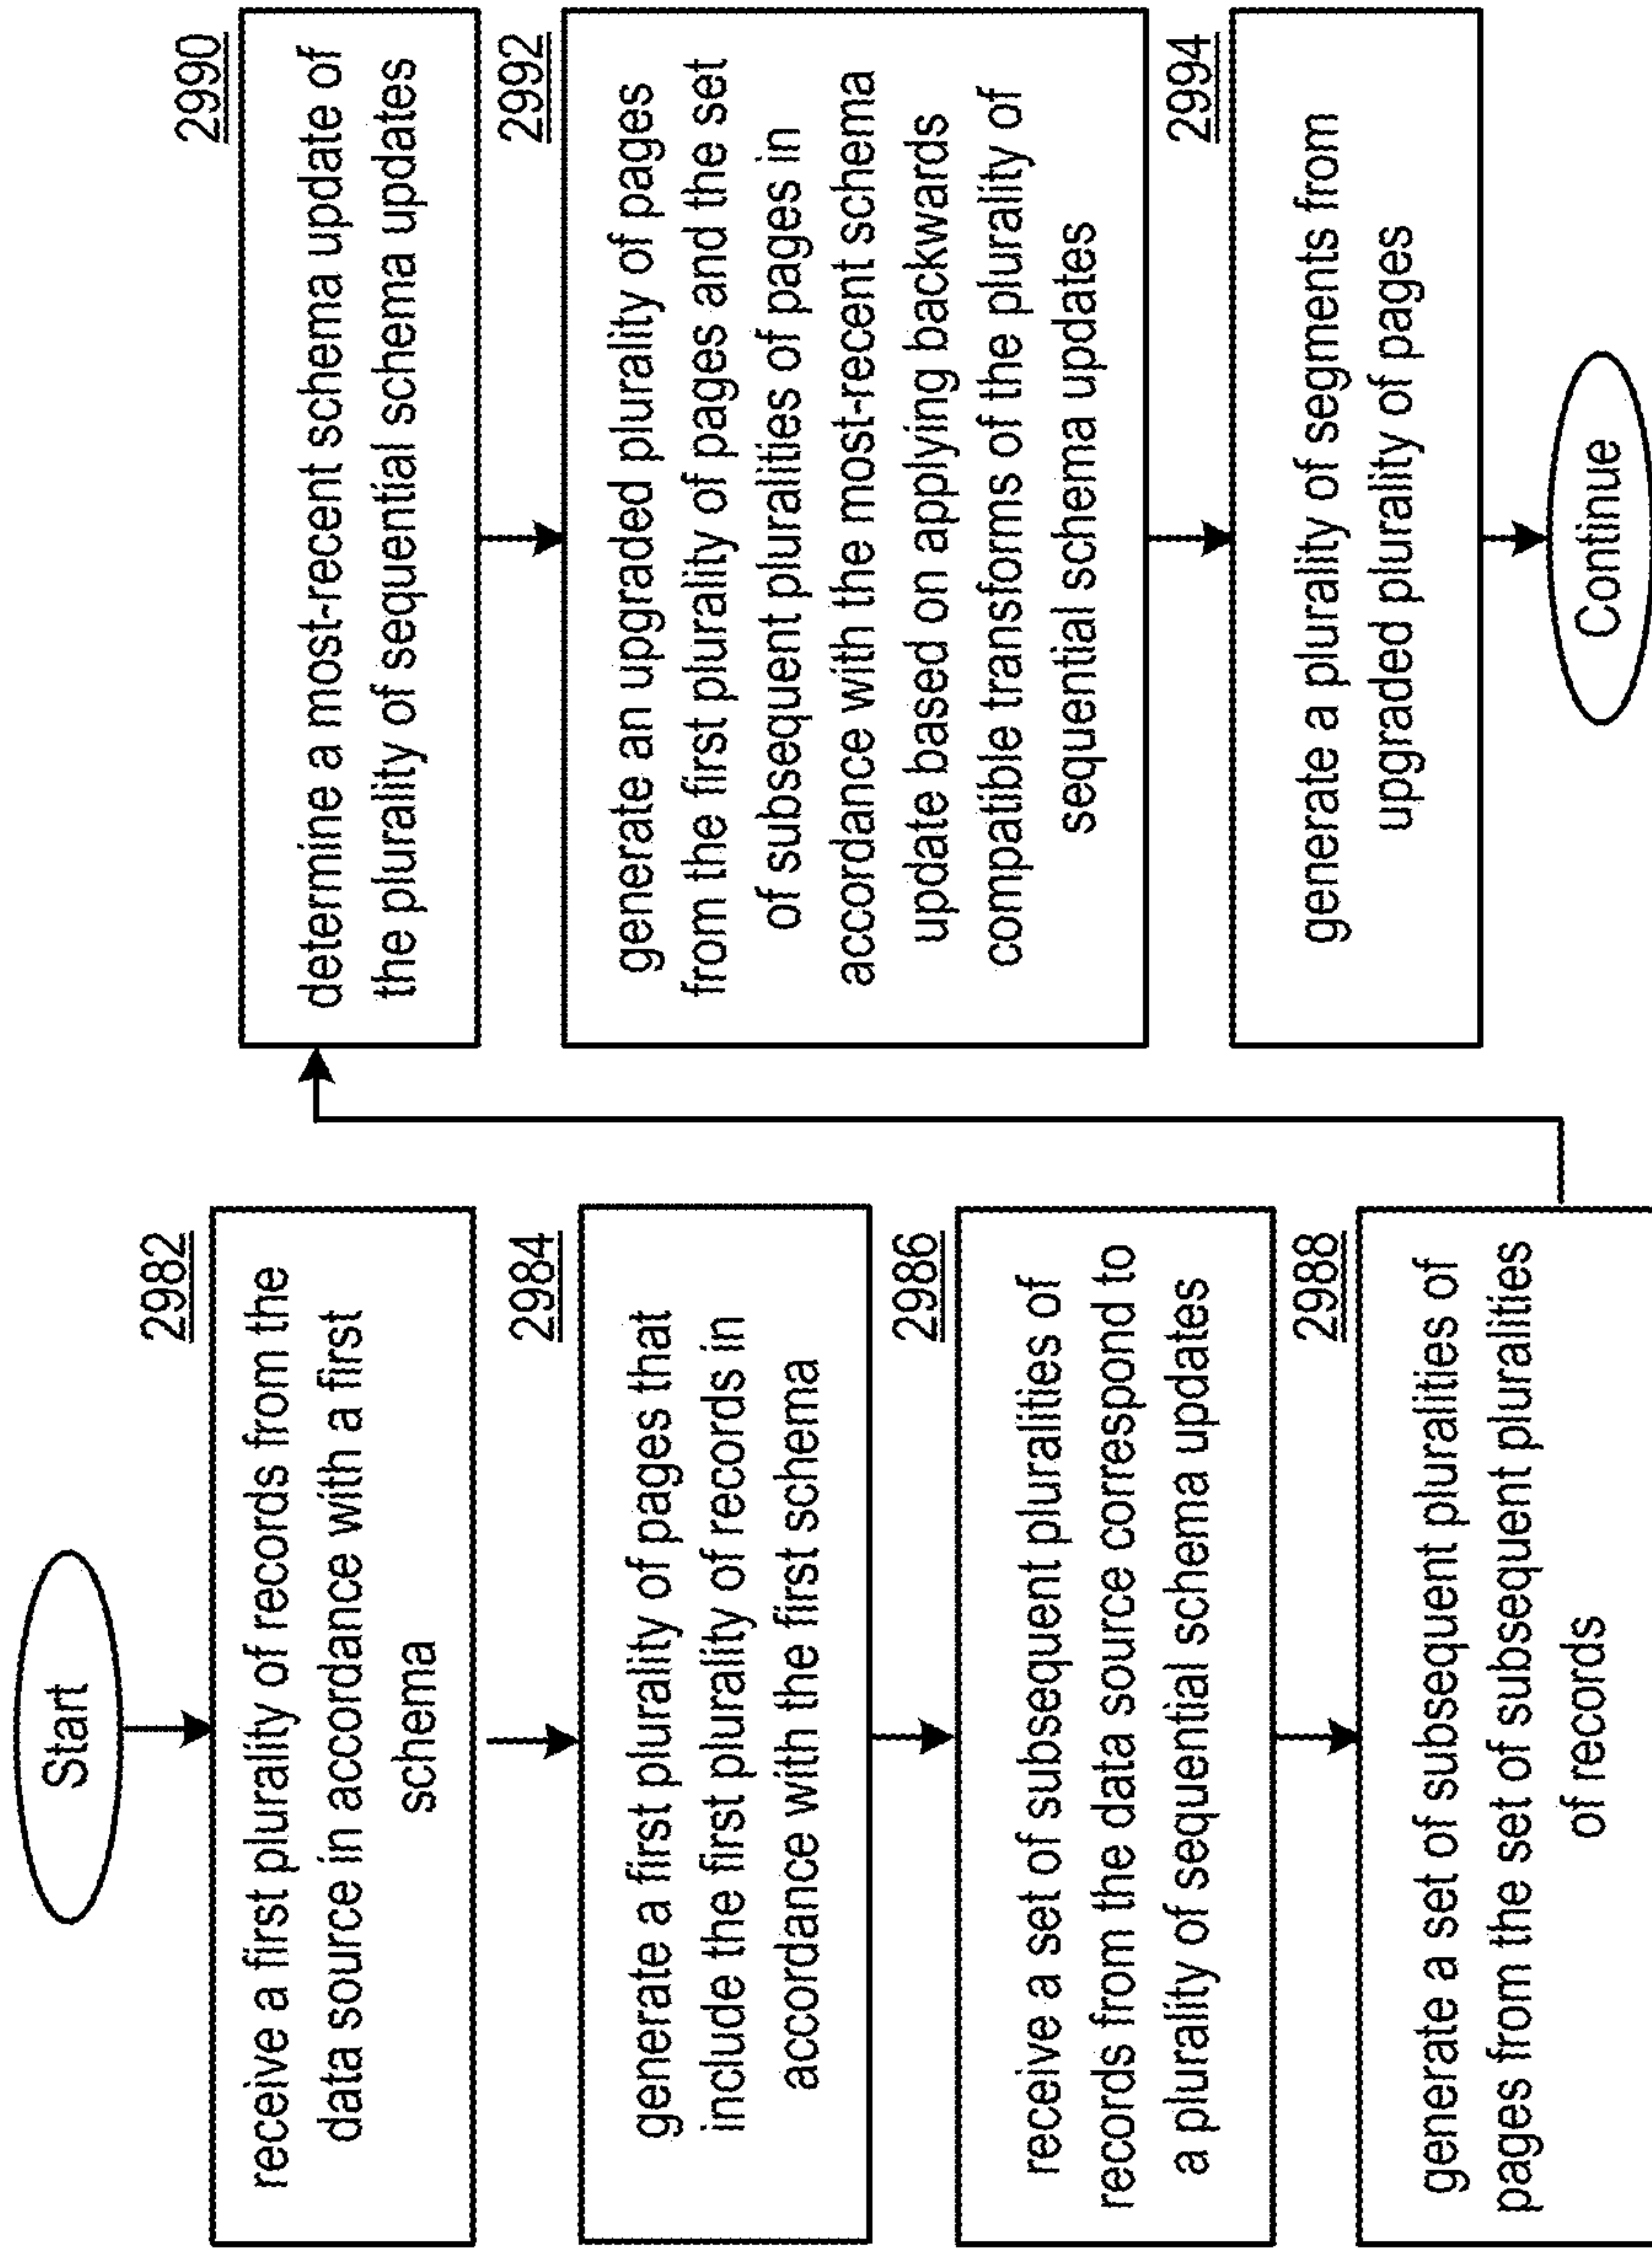 Start
2982
receive a first plurality of records from the
data source in accordance with a first
schema
2984
generate a first plurality of pages that
include the first plurality of records in
accordance with the first schema
2986
receive a set of subsequent pluralities of
records from the data source correspond to
a plurality of sequential schema updates
2988
generate a set of subsequent pluralities of
pages from the set of subsequent pluralities
of records
2990
determine a most-recent schema update of
the plurality of sequential schema updates
2992
generate an upgraded plurality of pages
from the first plurality of pages and the set
of subsequent pluralities of pages in
accordance with the most-recent schema
update based on applying backwards
compatible transforms of the plurality of
sequential schema updates
2994
generate a plurality of segments from
upgraded plurality of pages
Continue